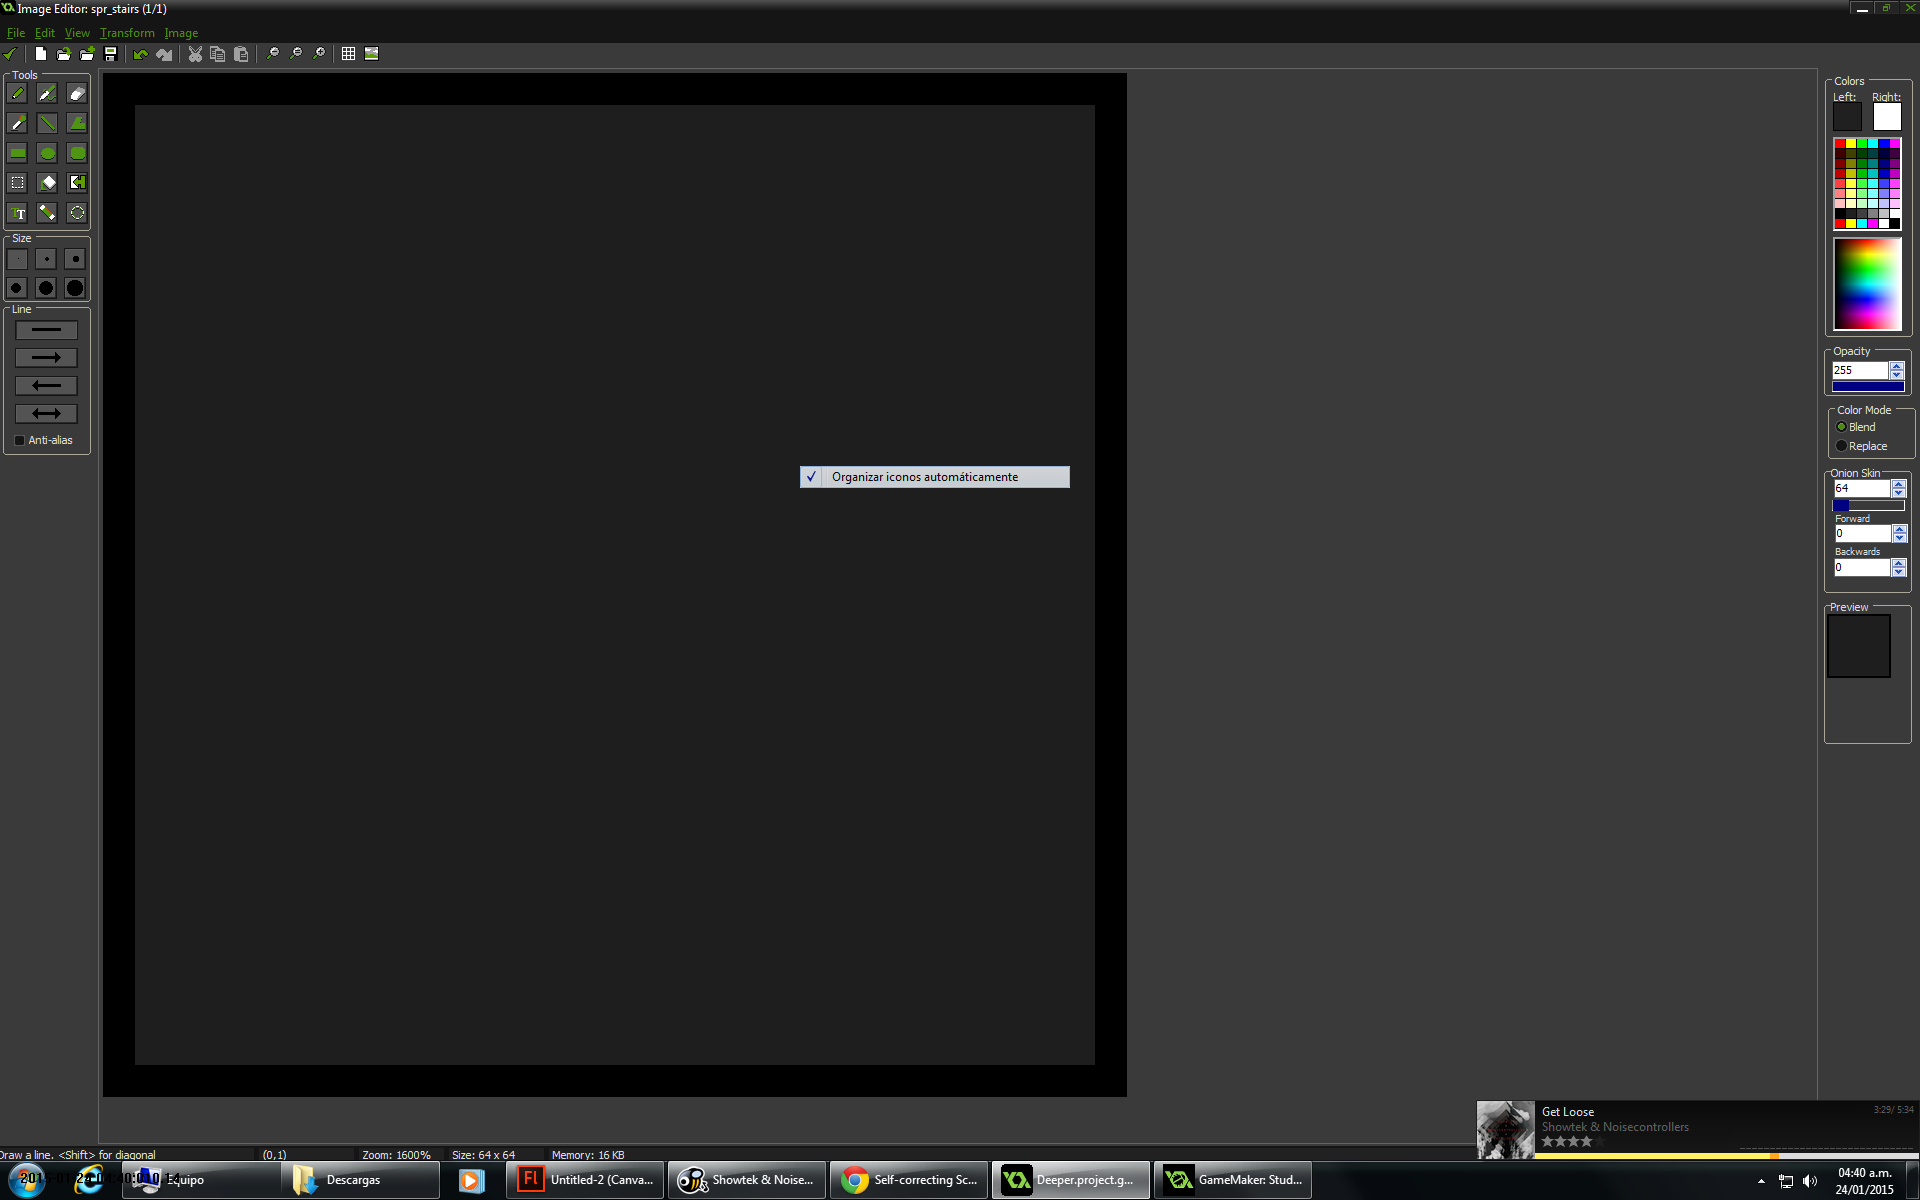 Image Editor: spr_stairs (1/1)
File Edit View Transform Image
Tools
TT
Size
Line
Anti-alias
Organizar iconos automáticamente
Colors
Left: Right:
Opacity
255
Color Mode
Blend
Replace
Onion Skin
64
Forward
0
Backwards
0
Preview
Get Loose
3:29/ 5:34
Showtek & Noisecontrollers
Draw a line. <Shift> for diagonal (0,1) Zoom: 1600% Size: 64 x 64 Memory: 16 KB
Equipo
Descargas
Fl
Untitled-2 (Canva...
Showtek & Noise...
Self-correcting Sc...
Deeper.project.g...
GameMaker: Stud...
04:40 a.m.
24/01/2015